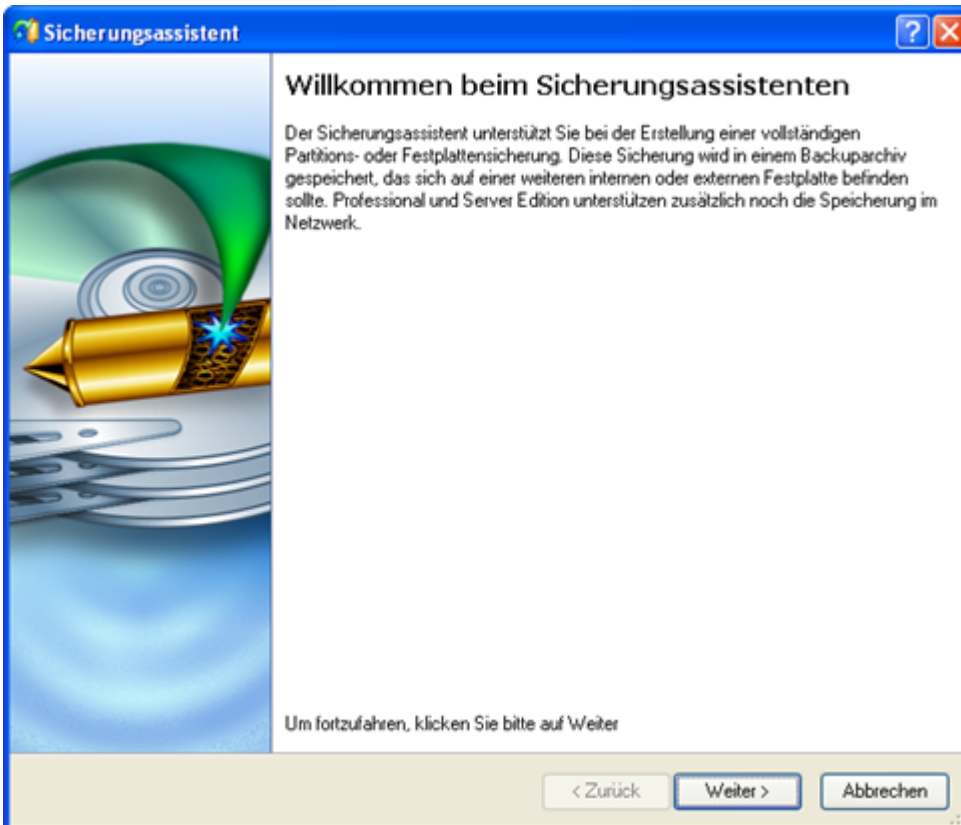 Sicherungsassistent
Willkommen beim Sicherungsassistenten
Der Sicherungsassistent unterstützt Sie bei der Erstellung einer vollständigen
Partitions- oder Festplattensicherung. Diese Sicherung wird in einem Backuparchiv
gespeichert, das sich auf einer weiteren internen oder externen Festplatte befinden
sollte. Professional und Server Edition unterstützen zusätzlich noch die Speicherung im
Netzwerk.
Um fortzufahren, klicken Sie bitte auf Weiter
< Zurück Weiter > Abbrechen